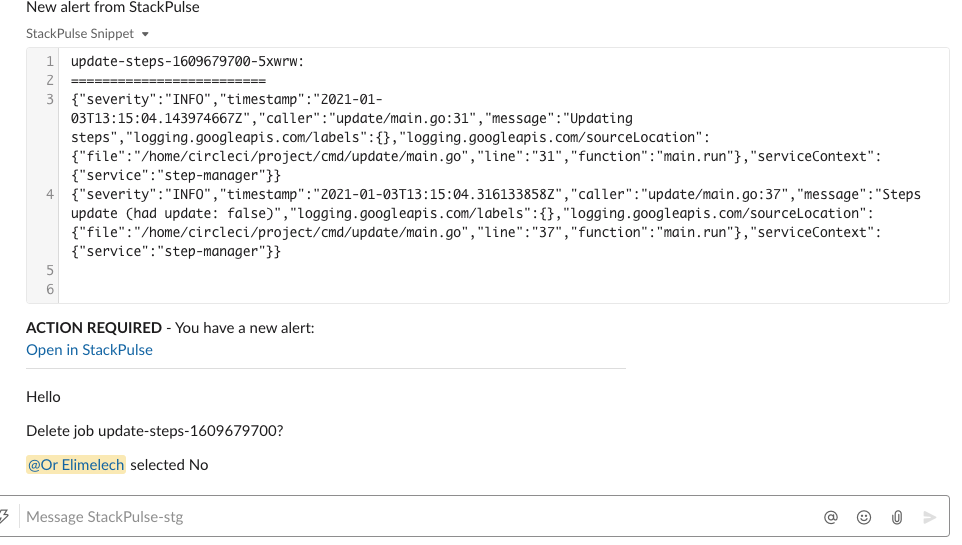 New alert from StackPulse
StackPulse Snippet
1 update-steps-1609679700-5xwrw:
2 =========================
3 {"severity":"INFO","timestamp":"2021-01-
03T13:15:04.143974667Z","caller":"update/main.go:31","message":"Updating
steps","logging.googleapis.com/labels":{},"logging.googleapis.com/sourceLocation":
{"file":"/home/circleci/project/cmd/update/main.go","line":"31","function":"main.run"},"serviceContext":
{"service":"step-manager"}}
4 {"severity":"INFO","timestamp":"2021-01-03T13:15:04.316133858Z","caller":"update/main.go:37","message":"Steps
update (had update: false)","logging.googleapis.com/labels":{},"logging.googleapis.com/sourceLocation":
{"file":"/home/circleci/project/cmd/update/main.go","line":"37","function":"main.run"},"serviceContext":
{"service":"step-manager"}}
5
6
ACTION REQUIRED - You have a new alert:
Open in StackPulse
Hello
Delete job update-steps-1609679700?
@Or Elimelech selected No
Message StackPulse-stg